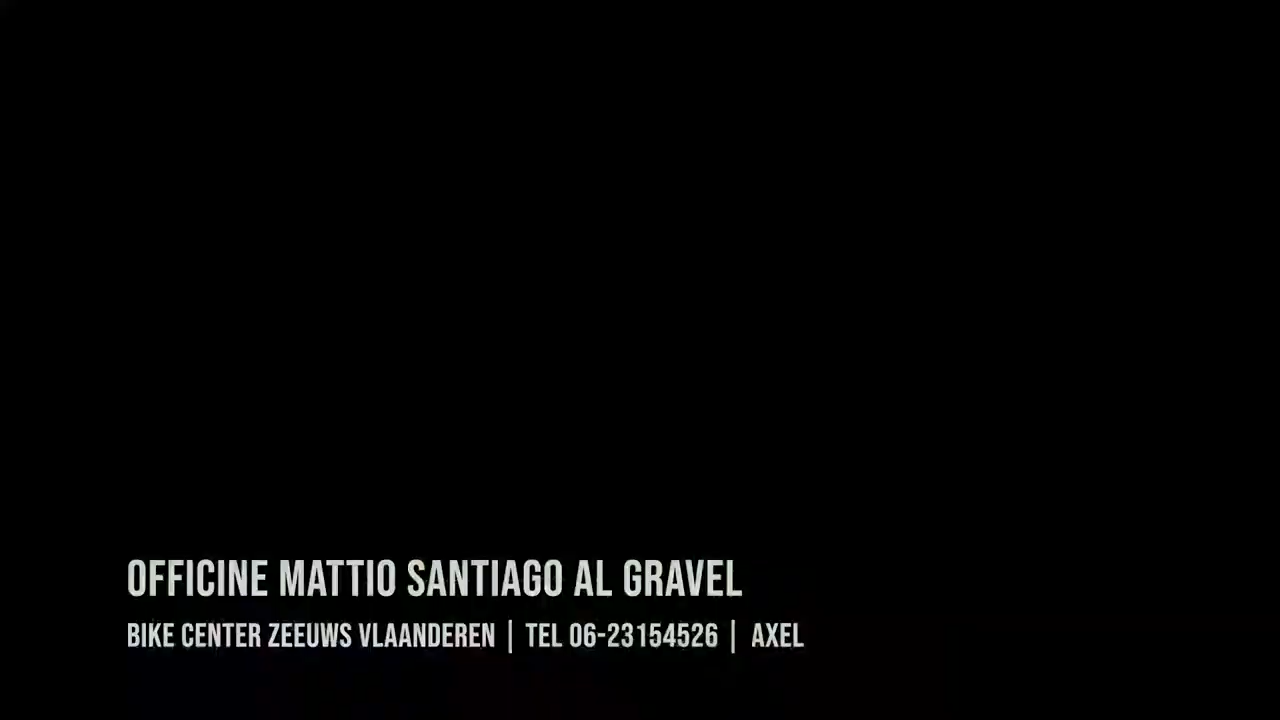 OFFICINE MATTIO SANTIAGO AL GRAVEL
BIKE CENTER ZEEUWS VLAANDEREN | TEL 06-23154526 | AXEL